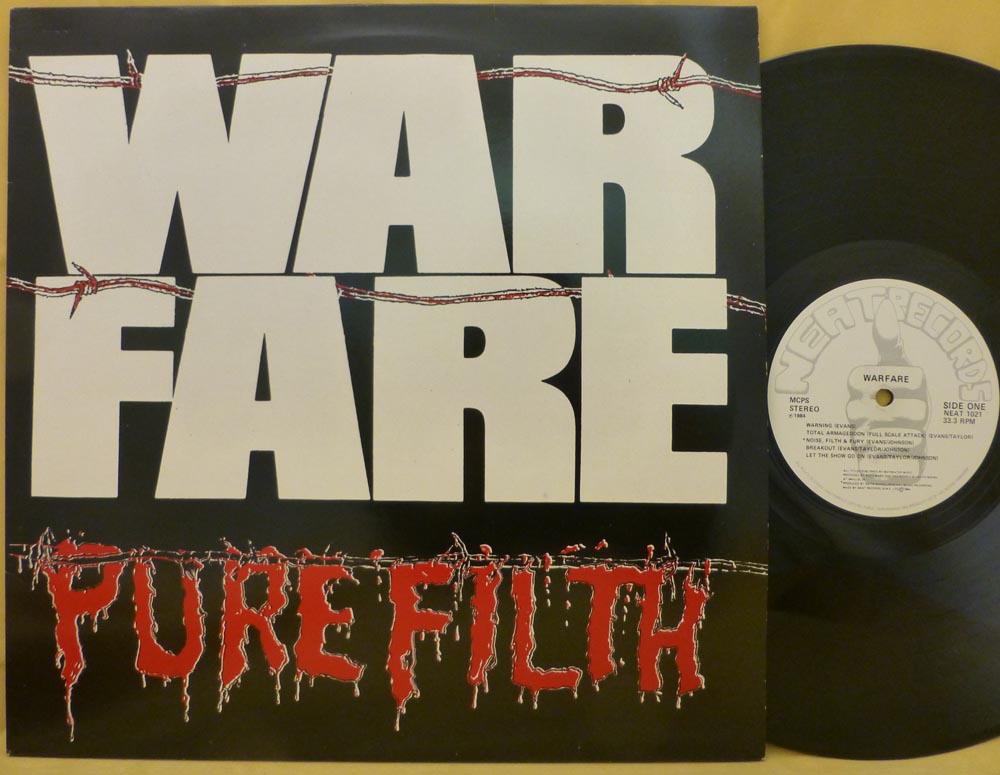 WAR
FARE
PURE FILTH
NEAT RECORDS
WARFARE
MCPS
STEREO
℗ 1984
SIDE ONE
NEAT 1021
33.3 RPM
WARNING (EVANS)
TOTAL ARMAGEDDON (FULL SCALE ATTACK) (EVANS/TAYLOR)
* NOISE, FILTH & FURY (EVANS/JOHNSON)
BREAKOUT (EVANS/TAYLOR/JOHNSON)
LET THE SHOW GO ON (EVANS/TAYLOR/JOHNSON)